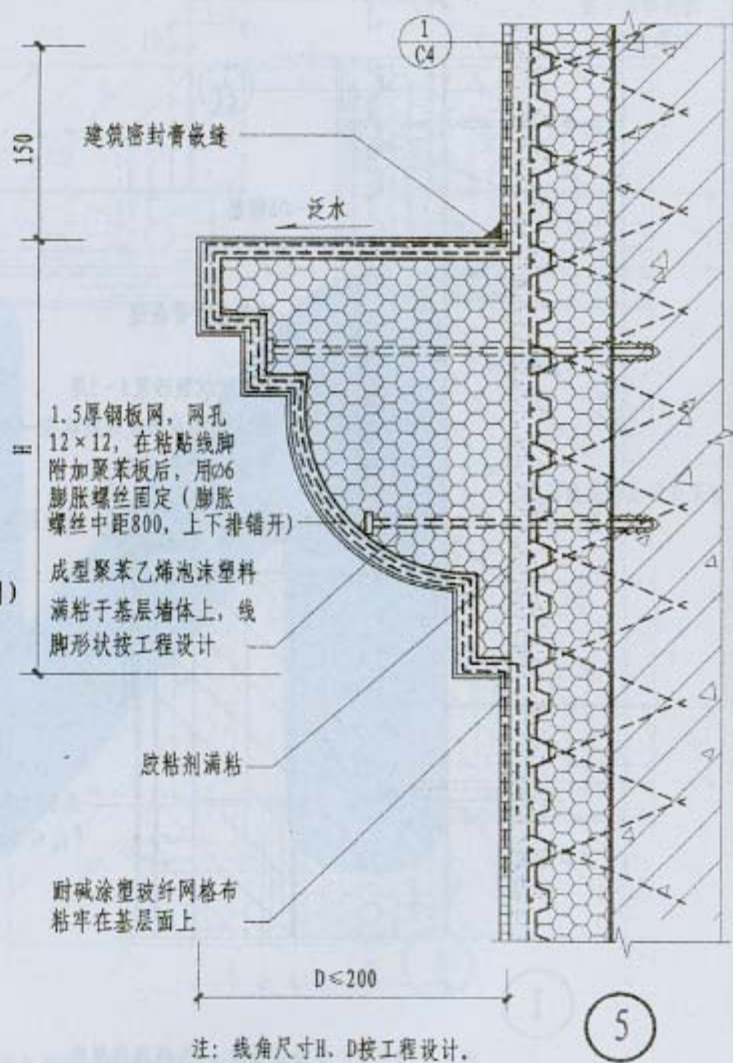 1
C4
150
建筑密封膏嵌缝
泛水
H
1.5厚钢板网，网孔
12×12，在粘贴线脚
附加聚苯板后，用∅6
膨胀螺丝固定（膨胀
螺丝中距800，上下排错开）
成型聚苯乙烯泡沫塑料
满粘于基层墙体上，线
脚形状按工程设计
胶粘剂满粘
耐碱涂塑玻纤网格布
粘牢在基层面上
D≤200
5
注：线角尺寸H、D按工程设计.